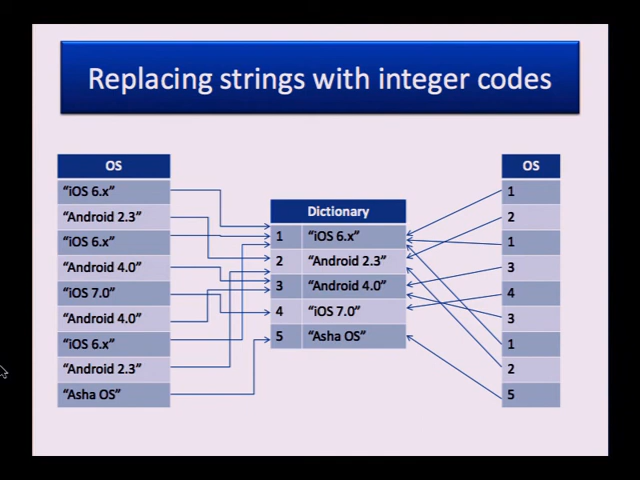 Replacing strings with integer codes
OS
“iOS 6.x”
“Android 2.3”
“iOS 6.x”
“Android 4.0”
“iOS 7.0”
“Android 4.0”
“iOS 6.x”
“Android 2.3”
“Asha OS”
Dictionary
1 “iOS 6.x”
2 “Android 2.3”
3 “Android 4.0”
4 “iOS 7.0”
5 “Asha OS”
OS
1
2
1
3
4
3
1
2
5